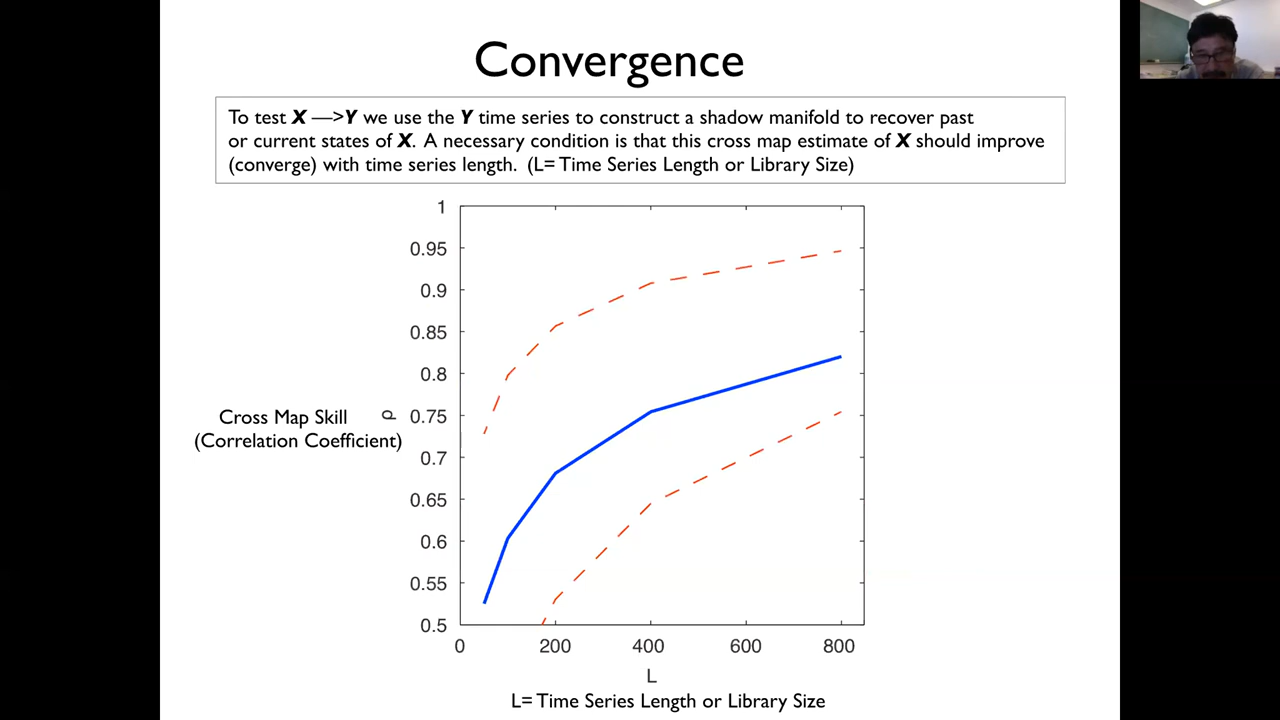 Convergence
To test X —>Y we use the Y time series to construct a shadow manifold to recover past
or current states of X. A necessary condition is that this cross map estimate of X should improve
(converge) with time series length. (L= Time Series Length or Library Size)
1
0.95
0.9
0.85
0.8
0.75
0.7
0.65
0.6
0.55
0.5
Cross Map Skill
(Correlation Coefficient)
ρ
0 200 400 600 800
L
L= Time Series Length or Library Size